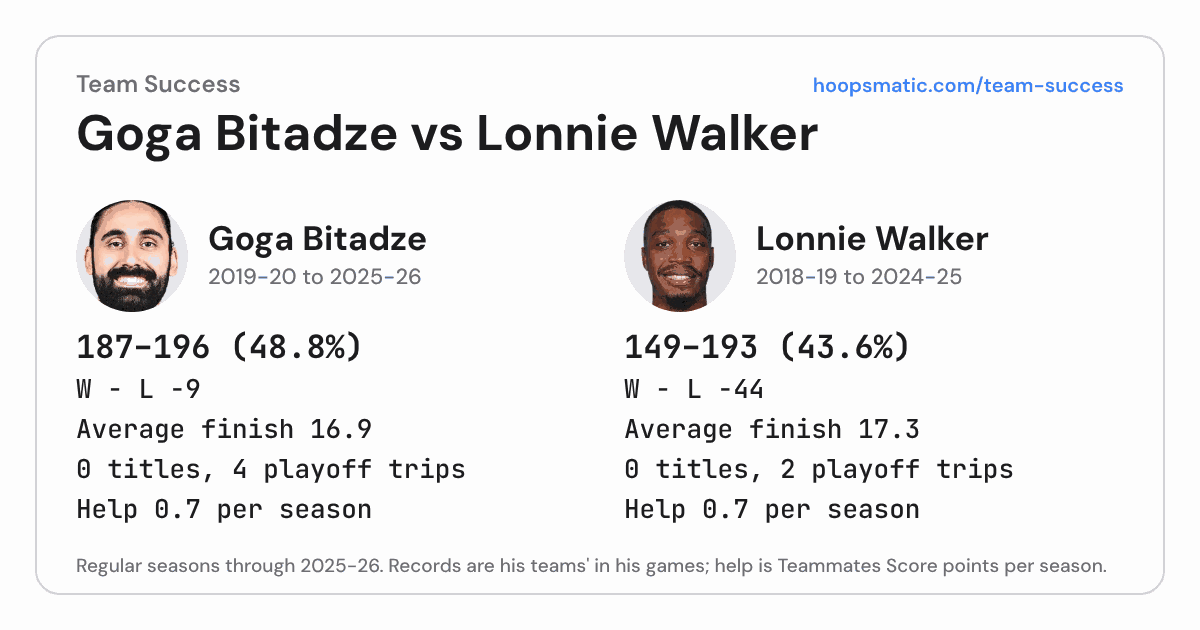 Team Success
hoopsmatic.com/team-success
Goga Bitadze vs Lonnie Walker
Goga Bitadze
2019-20 to 2025-26
187-196 (48.8%)
W - L -9
Average finish 16.9
0 titles, 4 playoff trips
Help 0.7 per season
Lonnie Walker
2018-19 to 2024-25
149-193 (43.6%)
W - L -44
Average finish 17.3
0 titles, 2 playoff trips
Help 0.7 per season
Regular seasons through 2025-26. Records are his teams' in his games; help is Teammates Score points per season.